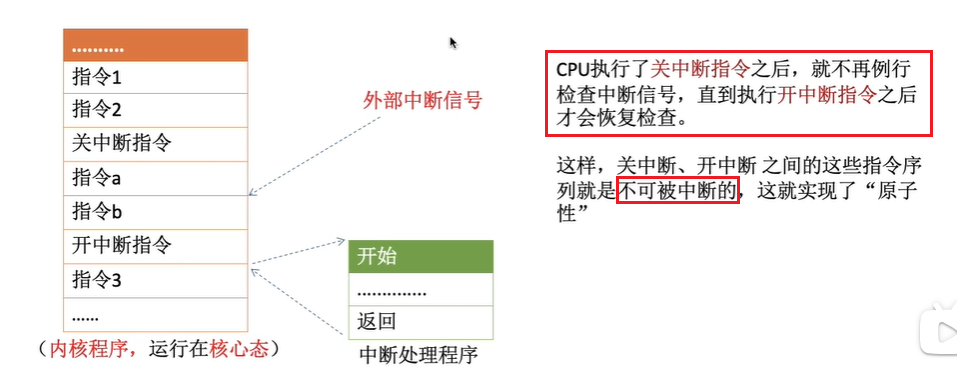 ..........
指令1
指令2
关中断指令
指令a
指令b
开中断指令
指令3
......
（内核程序，运行在核心态）
外部中断信号
开始
..............
返回
中断处理程序
CPU执行了关中断指令之后，就不再例行
检查中断信号，直到执行开中断指令之后
才会恢复检查。
这样，关中断、开中断 之间的这些指令序
列就是不可被中断的，这就实现了“原子
性”